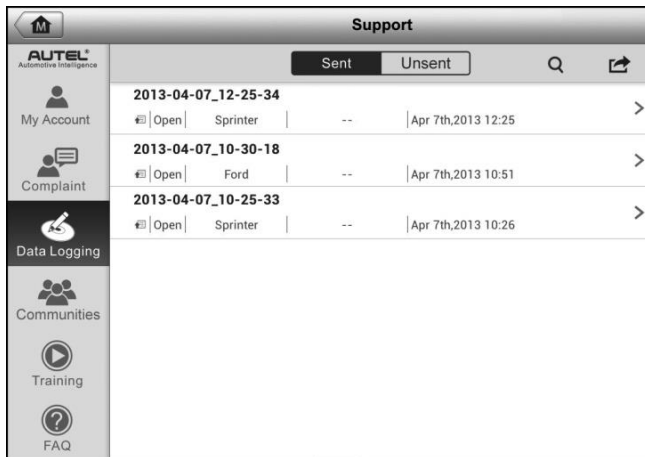 M
Support
AUTEL®
Automotive Intelligence
Sent
Unsent
My Account
Complaint
Data Logging
Communities
Training
?
FAQ
2013-04-07_12-25-34
Open Sprinter -- Apr 7th,2013 12:25
2013-04-07_10-30-18
Open Ford -- Apr 7th,2013 10:51
2013-04-07_10-25-33
Open Sprinter -- Apr 7th,2013 10:26